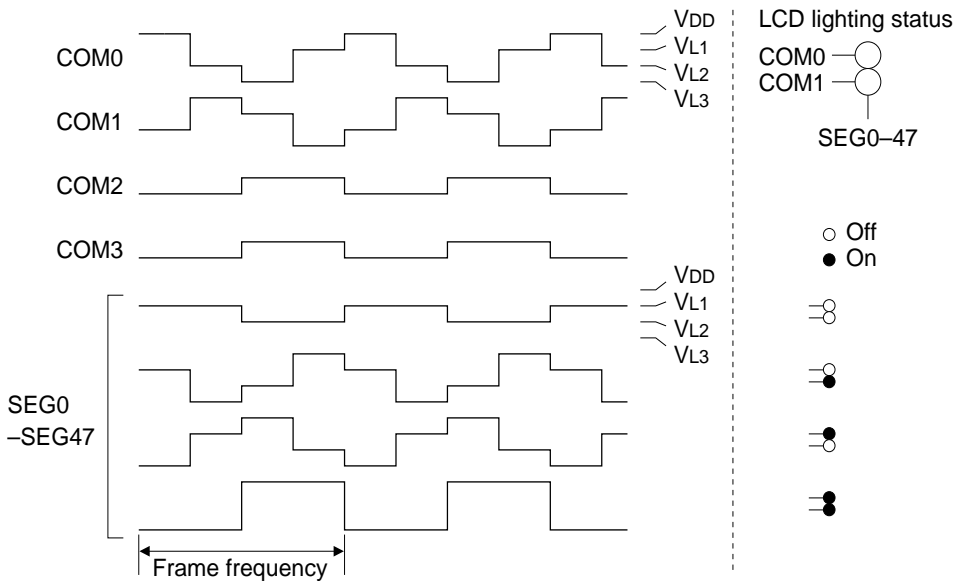 COM0
VDD
VL1
VL2
VL3
COM1
COM2
COM3
VDD
VL1
VL2
VL3
SEG0
–SEG47
Frame frequency
LCD lighting status
COM0
COM1
SEG0–47
Off
On